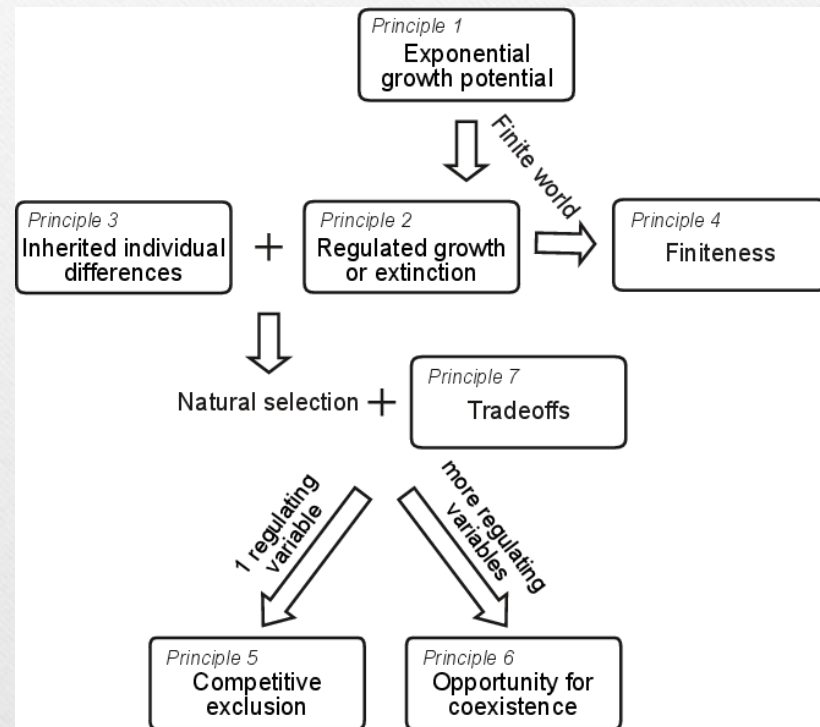 Principle 1
Exponential
growth potential
Finite world
Principle 3
Inherited individual
differences
+
Principle 2
Regulated growth
or extinction
Principle 4
Finiteness
Natural selection +
Principle 7
Tradeoffs
1 regulating
variable
more regulating
variables
Principle 5
Competitive
exclusion
Principle 6
Opportunity for
coexistence